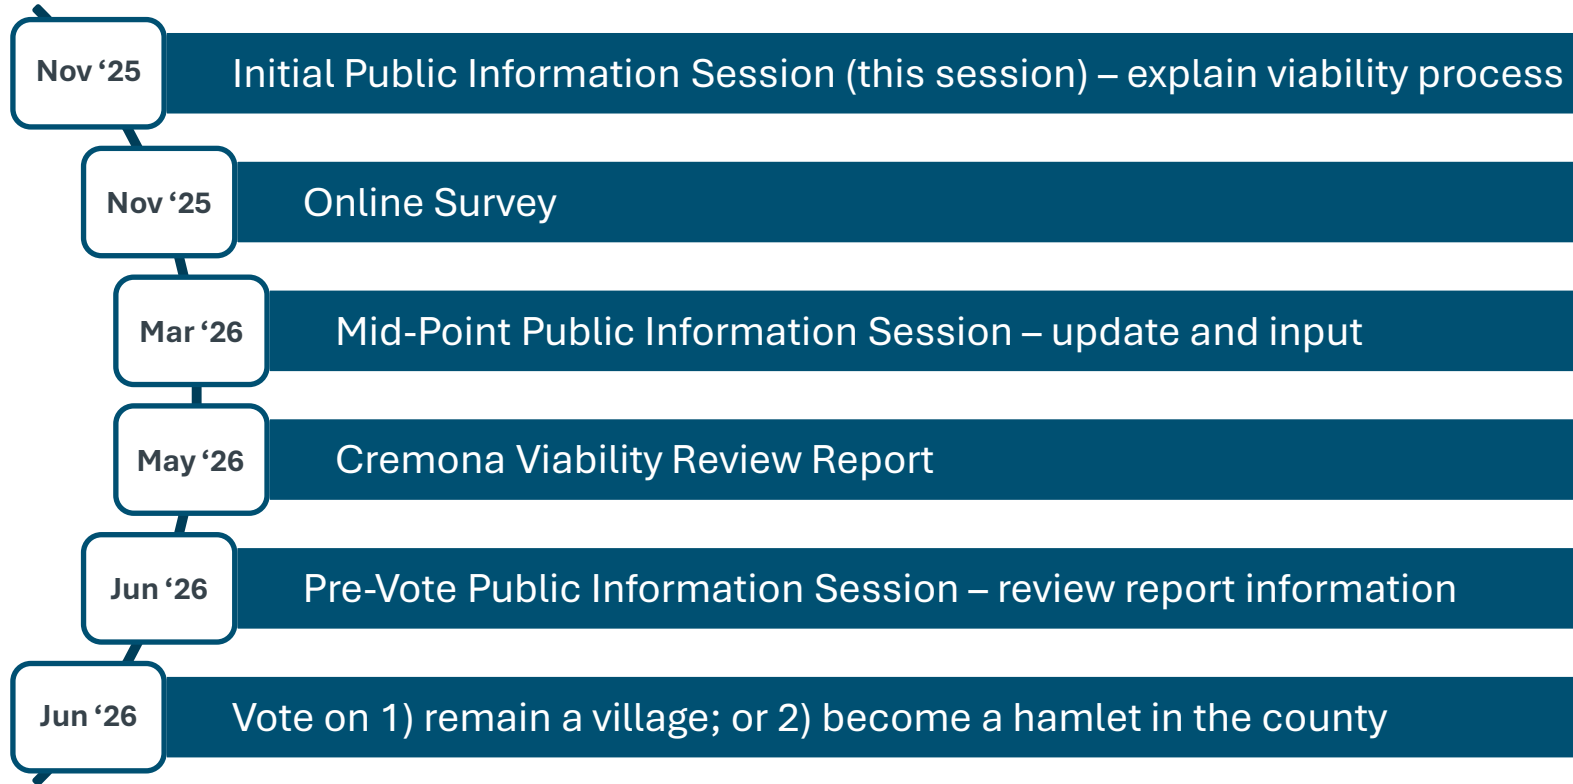 Nov ‘25
Initial Public Information Session (this session) – explain viability process
Nov ‘25
Online Survey
Mar ‘26
Mid-Point Public Information Session – update and input
May ‘26
Cremona Viability Review Report
Jun ‘26
Pre-Vote Public Information Session – review report information
Jun ‘26
Vote on 1) remain a village; or 2) become a hamlet in the county